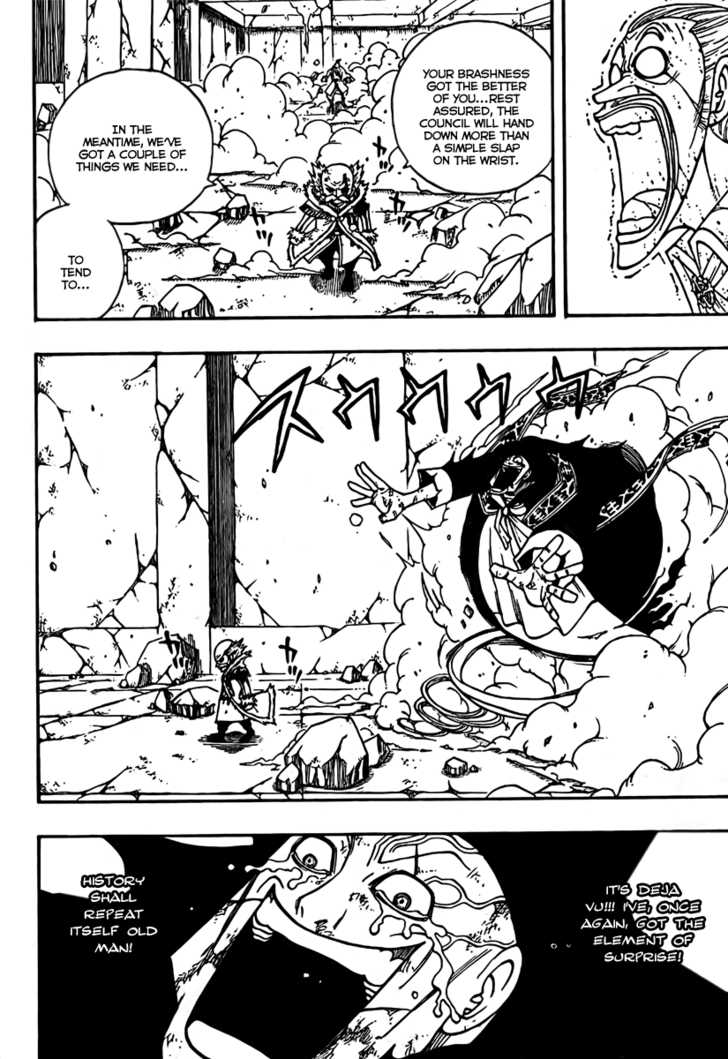 YOUR BRASHNESS
GOT THE BETTER
OF YOU...REST
ASSURED, THE
COUNCIL WILL HAND
DOWN MORE THAN
A SIMPLE SLAP
ON THE WRIST.
IN THE
MEANTIME, WE'VE
GOT A COUPLE OF
THINGS WE NEED...
TO
TEND
TO...
IT'S DEJA
VU!!! I'VE, ONCE
AGAIN, GOT THE
ELEMENT OF
SURPRISE!
HISTORY
SHALL
REPEAT
ITSELF OLD
MAN!